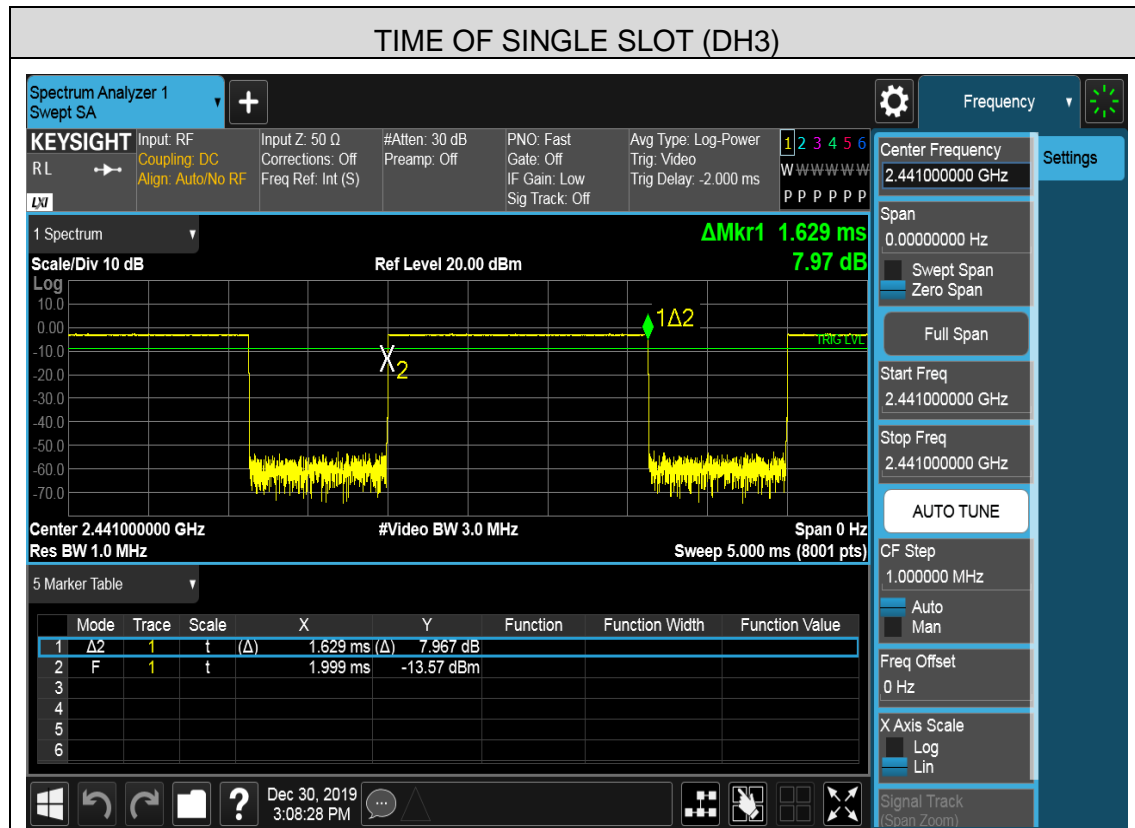 TIME OF SINGLE SLOT (DH3)
Spectrum Analyzer 1
Swept SA
+
Frequency
KEYSIGHT
RL
LXI
Input: RF
Coupling: DC
Align: Auto/No RF
Input Z: 50 Ω
Corrections: Off
Freq Ref: Int (S)
#Atten: 30 dB
Preamp: Off
PNO: Fast
Gate: Off
IF Gain: Low
Sig Track: Off
Avg Type: Log-Power
Trig: Video
Trig Delay: -2.000 ms
1 2 3 4 5 6
W W W W W W
P P P P P P
1 Spectrum
ΔMkr1 1.629 ms
7.97 dB
Scale/Div 10 dB
Ref Level 20.00 dBm
Log
10.0
0.00
-10.0
-20.0
-30.0
-40.0
-50.0
-60.0
-70.0
1Δ2
TRIG LVL
X2
Center 2.441000000 GHz
#Video BW 3.0 MHz
Span 0 Hz
Res BW 1.0 MHz
Sweep 5.000 ms (8001 pts)
5 Marker Table
Mode Trace Scale X Y Function Function Width Function Value
1 Δ2 1 t (Δ) 1.629 ms (Δ) 7.967 dB
2 F 1 t 1.999 ms -13.57 dBm
3
4
5
6
?
Dec 30, 2019
3:08:28 PM
Center Frequency
2.441000000 GHz
Settings
Span
0.00000000 Hz
Swept Span
Zero Span
Full Span
Start Freq
2.441000000 GHz
Stop Freq
2.441000000 GHz
AUTO TUNE
CF Step
1.000000 MHz
Auto
Man
Freq Offset
0 Hz
X Axis Scale
Log
Lin
Signal Track
(Span Zoom)